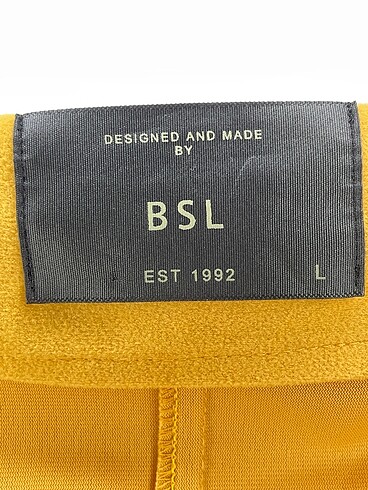 DESIGNED AND MADE
BY
BSL
EST 1992 L